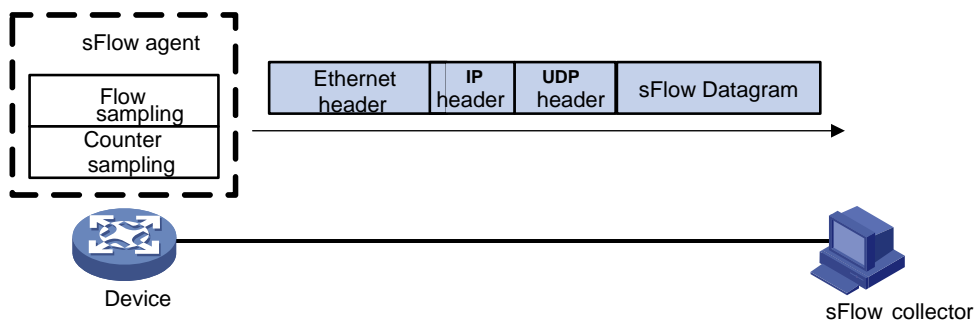 sFlow agent
Flow
sampling
Counter
sampling
Ethernet
header
IP
header
UDP
header
sFlow Datagram
Device
sFlow collector